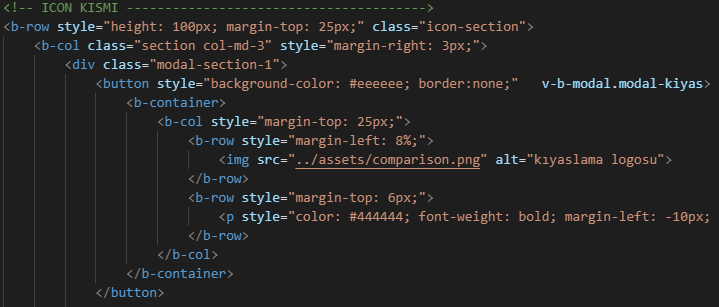 <!-- ICON KISMI --------------------------------------->
<b-row style="height: 100px; margin-top: 25px;" class="icon-section">
<b-col class="section col-md-3" style="margin-right: 3px;">
<div class="modal-section-1">
<button style="background-color: #eeeeee; border:none;"   v-b-modal.modal-kiyas>
<b-container>
<b-col style="margin-top: 25px;">
<b-row style="margin-left: 8%;">
<img src="../assets/comparison.png" alt="kıyaslama logosu">
</b-row>
<b-row style="margin-top: 6px;">
<p style="color: #444444; font-weight: bold; margin-left: -10px;
</b-row>
</b-col>
</b-container>
</button>